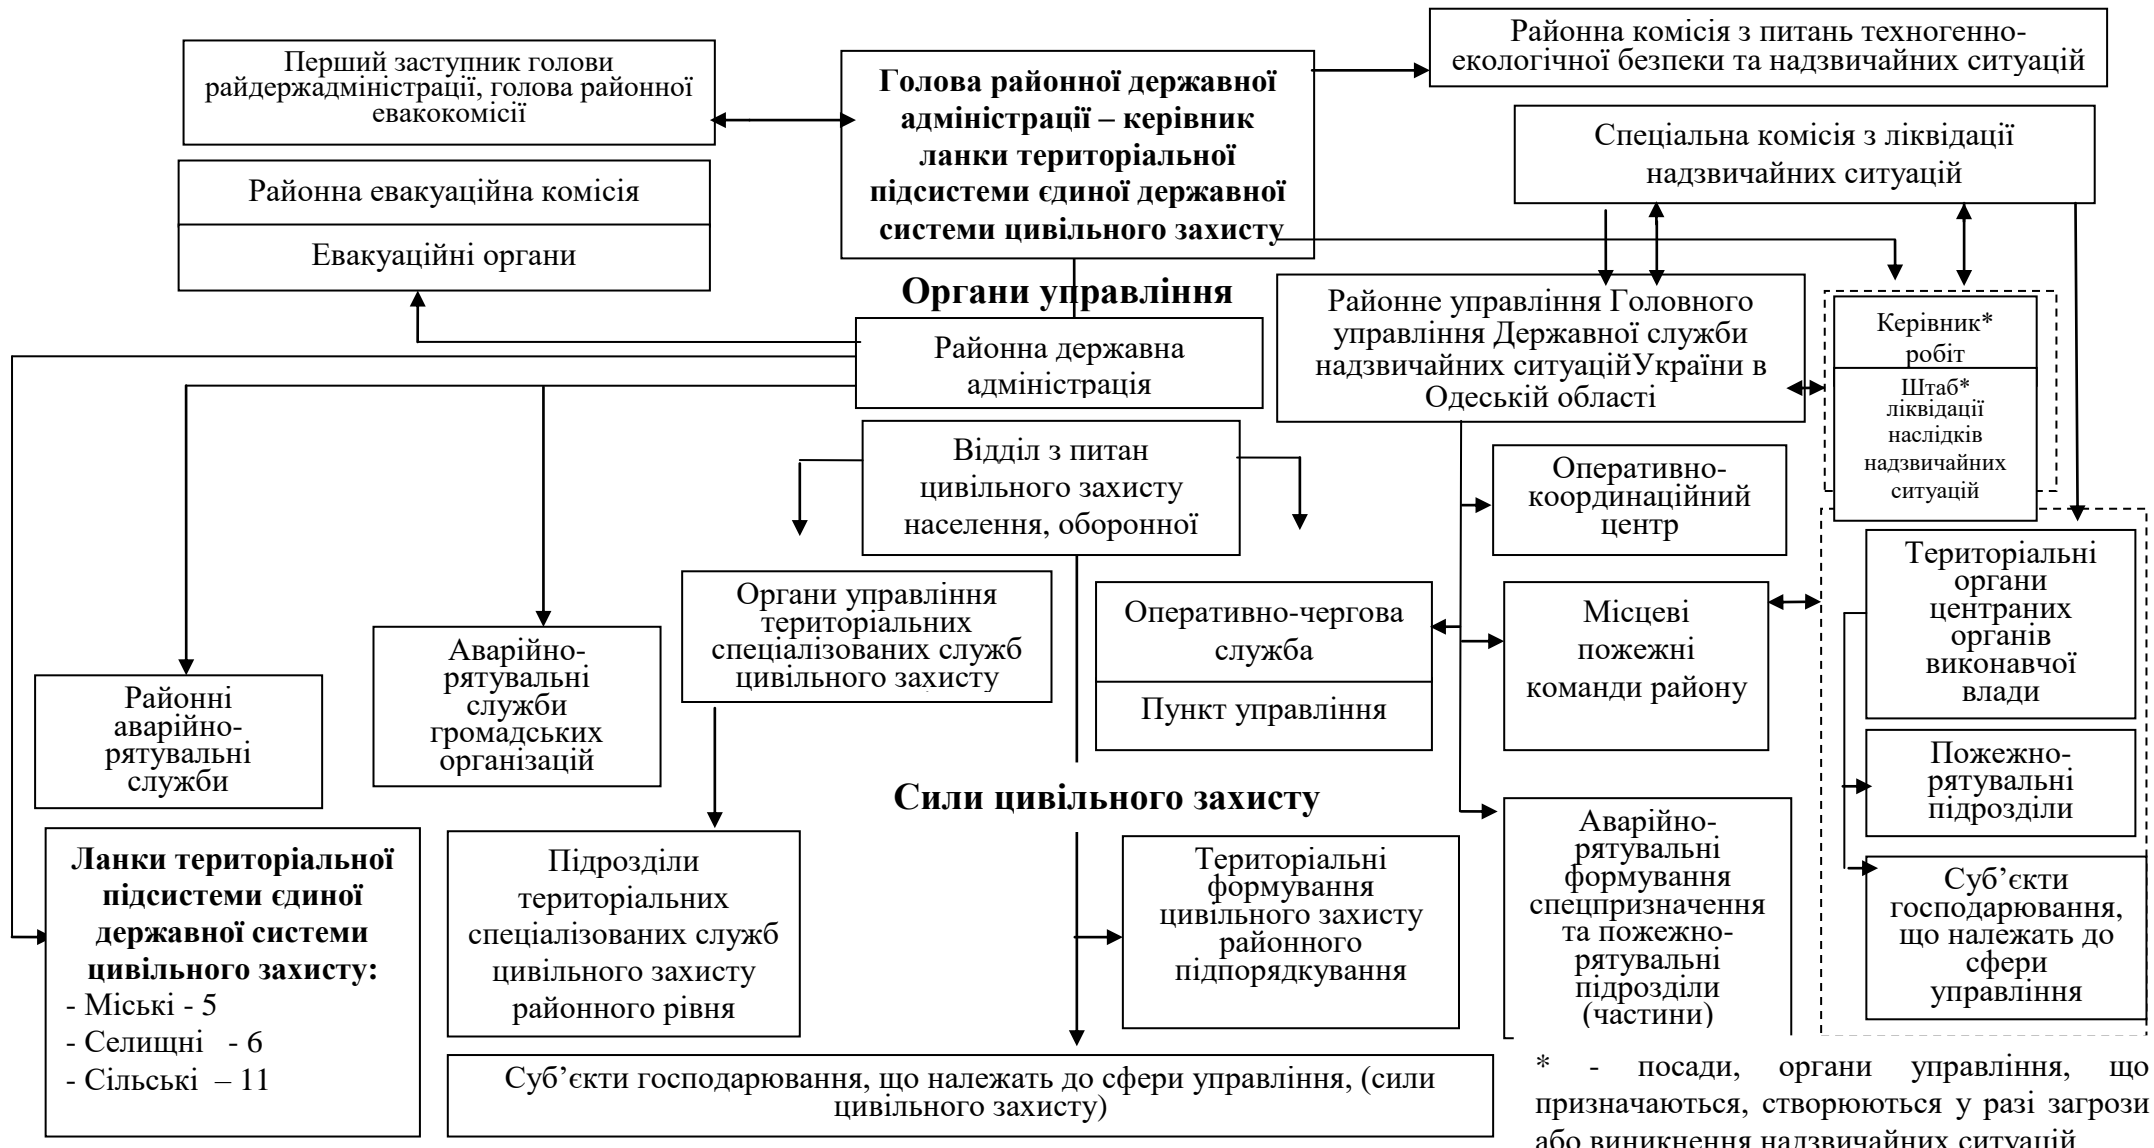 Перший заступник голови
райдержадміністрації, голова районної
евакокомісії
Голова районної державної
адміністрації – керівник
ланки територіальної
підсистеми єдиної державної
системи цивільного захисту
Районна комісія з питань техногенно-
екологічної безпеки та надзвичайних ситуацій
Спеціальна комісія з ліквідації
надзвичайних ситуацій
Районна евакуаційна комісія
Евакуаційні органи
Органи управління
Районна державна
адміністрація
Районне управління Головного
управління Державної служби
надзвичайних ситуаційУкраїни в
Одеській області
Керівник*
робіт
Штаб*
ліквідації
наслідків
надзвичайних
ситуацій
Відділ з питан
цивільного захисту
населення, оборонної
Оперативно-
координаційний
центр
Органи управління
територіальних
спеціалізованих служб
цивільного захисту
Оперативно-чергова
служба
Пункт управління
Місцеві
пожежні
команди району
Територіальні
органи
центраних
органів
виконавчої
влади
Районні
аварійно-
рятувальні
служби
Аварійно-
рятувальні
служби
громадських
організацій
Пожежно-
рятувальні
підрозділи
Сили цивільного захисту
Ланки територіальної
підсистеми єдиної
державної системи
цивільного захисту:
- Міські - 5
- Селищні - 6
- Сільські – 11
Підрозділи
територіальних
спеціалізованих служб
цивільного захисту
районного рівня
Територіальні
формування
цивільного захисту
районного
підпорядкування
Аварійно-
рятувальні
формування
спецпризначення
та пожежно-
рятувальні
підрозділи
(частини)
Суб’єкти
господарювання,
що належать до
сфери
управління
Суб’єкти господарювання, що належать до сфери управління, (сили
цивільного захисту)
* - посади, органи управління, що
призначаються, створюються у разі загрози
або виникнення надзвичайних ситуацій